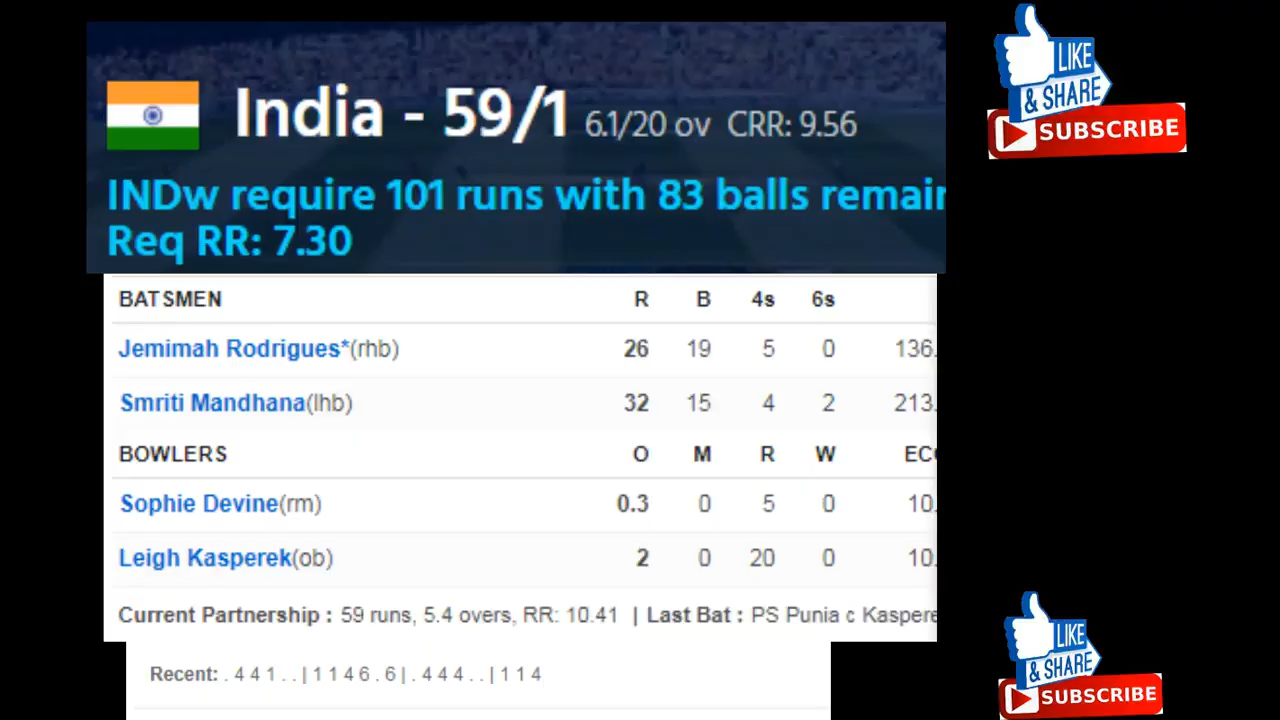 India - 59/1 6.1/20 ov CRR: 9.56
INDw require 101 runs with 83 balls remain
Req RR: 7.30
BATSMEN R B 4s 6s
Jemimah Rodrigues*(rhb) 26 19 5 0 136.
Smriti Mandhana(lhb) 32 15 4 2 213.
BOWLERS O M R W EC
Sophie Devine(rm) 0.3 0 5 0 10.
Leigh Kasperek(ob) 2 0 20 0 10.
Current Partnership : 59 runs, 5.4 overs, RR: 10.41 | Last Bat : PS Punia c Kaspere
Recent: . 4 4 1 . . | 1 1 4 6 . 6 | . 4 4 4 . . | 1 1 4
LIKE
& SHARE
SUBSCRIBE
LIKE
& SHARE
SUBSCRIBE